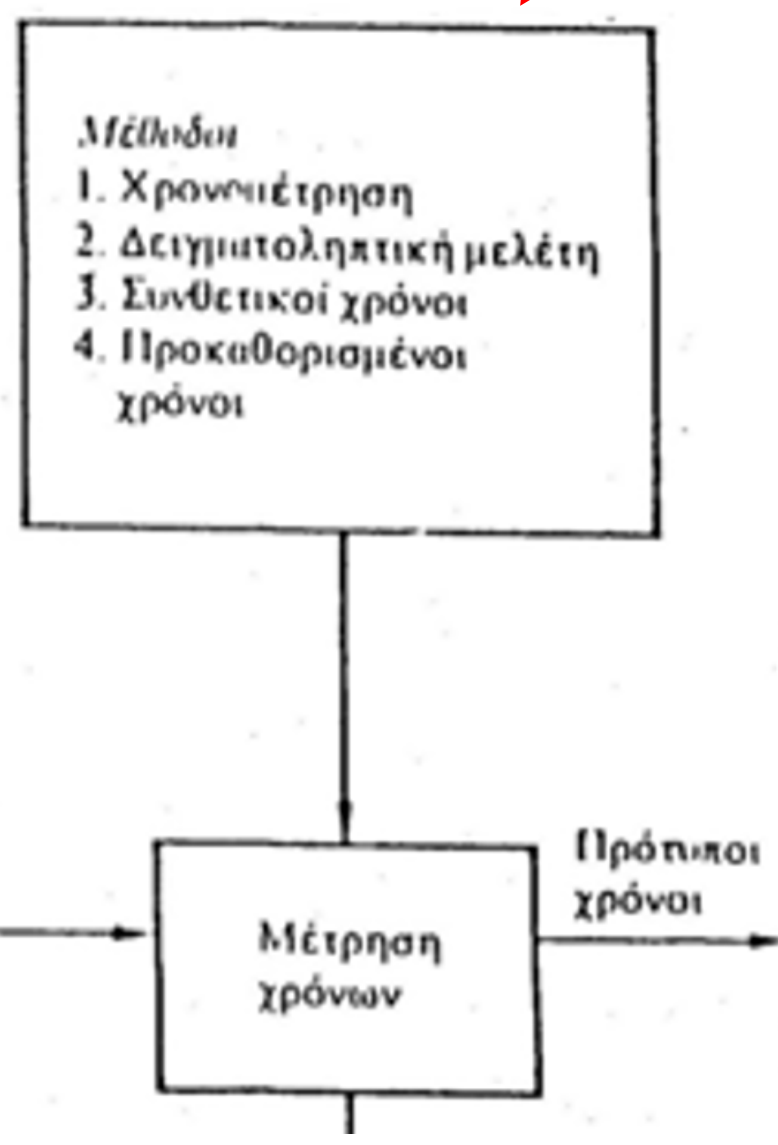 Μέθοδοι
1. Χρονομέτρηση
2. Δειγματοληπτική μελέτη
3. Συνθετικοί χρόνοι
4. Προκαθορισμένοι
χρόνοι
Πρότυποι
χρόνοι
Μέτρηση
χρόνων